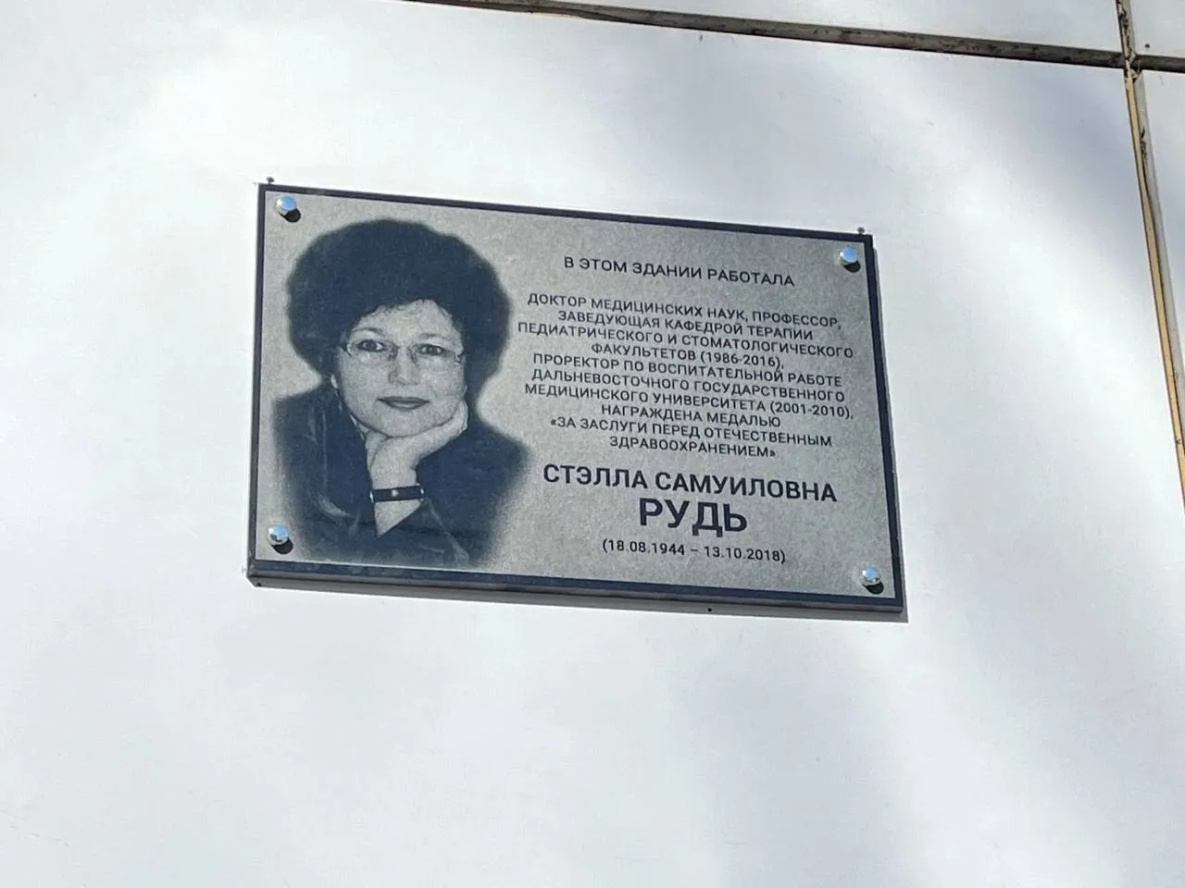 В ЭТОМ ЗДАНИИ РАБОТАЛА
ДОКТОР МЕДИЦИНСКИХ НАУК, ПРОФЕССОР,
ЗАВЕДУЮЩАЯ КАФЕДРОЙ ТЕРАПИИ
ПЕДИАТРИЧЕСКОГО И СТОМАТОЛОГИЧЕСКОГО
ФАКУЛЬТЕТОВ (1986-2016),
ПРОРЕКТОР ПО ВОСПИТАТЕЛЬНОЙ РАБОТЕ
ДАЛЬНЕВОСТОЧНОГО ГОСУДАРСТВЕННОГО
МЕДИЦИНСКОГО УНИВЕРСИТЕТА (2001-2010),
НАГРАЖДЕНА МЕДАЛЬЮ
«ЗА ЗАСЛУГИ ПЕРЕД ОТЕЧЕСТВЕННЫМ
ЗДРАВООХРАНЕНИЕМ»
СТЭЛЛА САМУИЛОВНА
РУДЬ
(18.08.1944 – 13.10.2018)